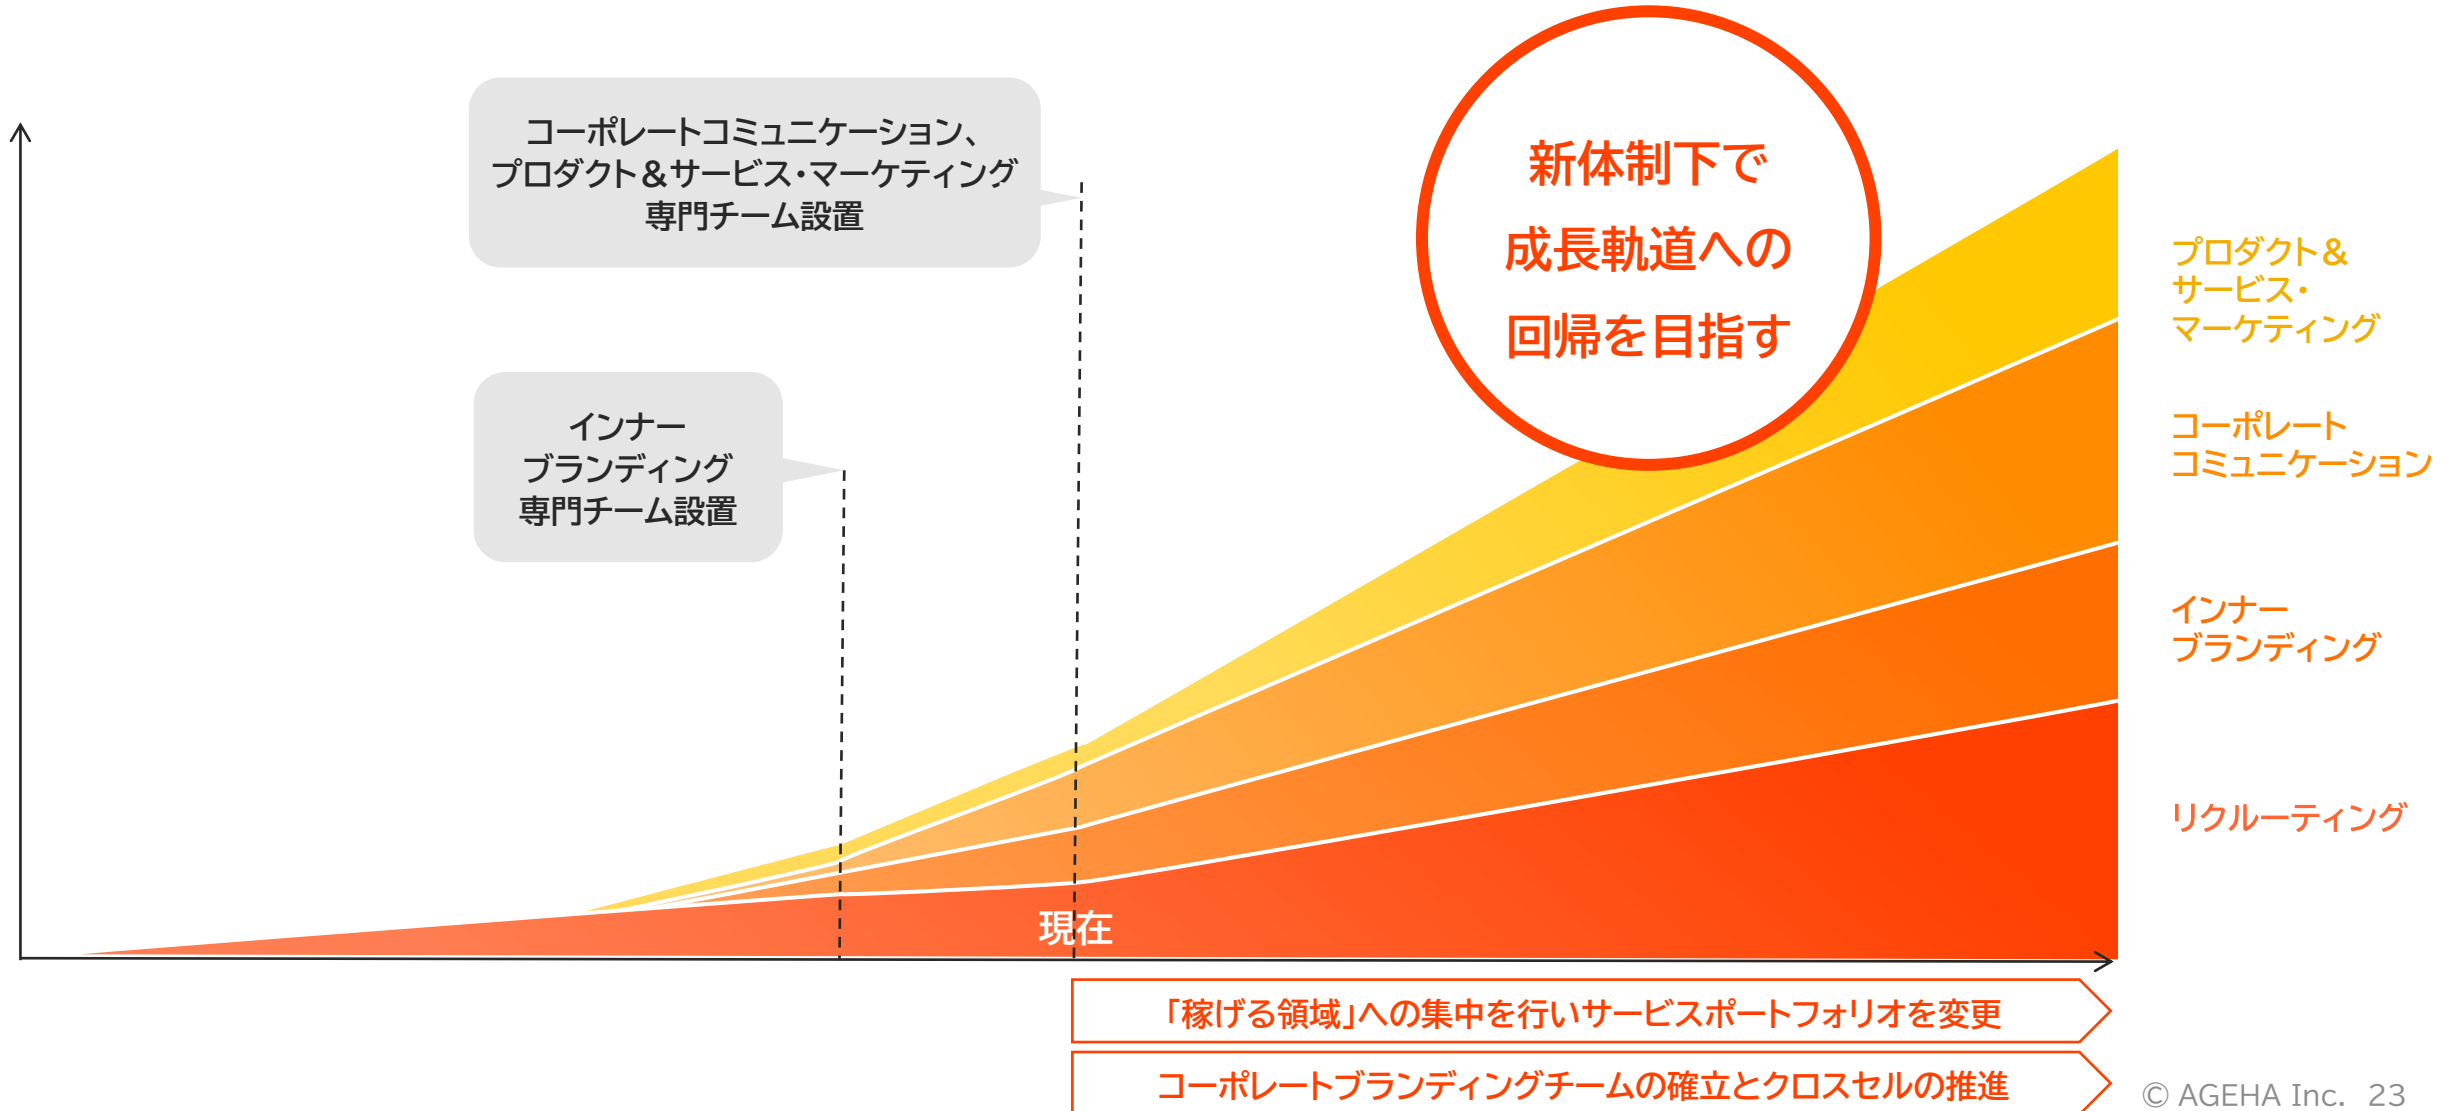 コーポレートコミュニケーション、
プロダクト＆サービス・マーケティング
専門チーム設置
インナー
ブランディング
専門チーム設置
新体制下で
成長軌道への
回帰を目指す
プロダクト＆
サービス・
マーケティング
コーポレート
コミュニケーション
インナー
ブランディング
リクルーティング
現在
「稼げる領域」への集中を行いサービスポートフォリオを変更
コーポレートブランディングチームの確立とクロスセルの推進
© AGEHA Inc. 23